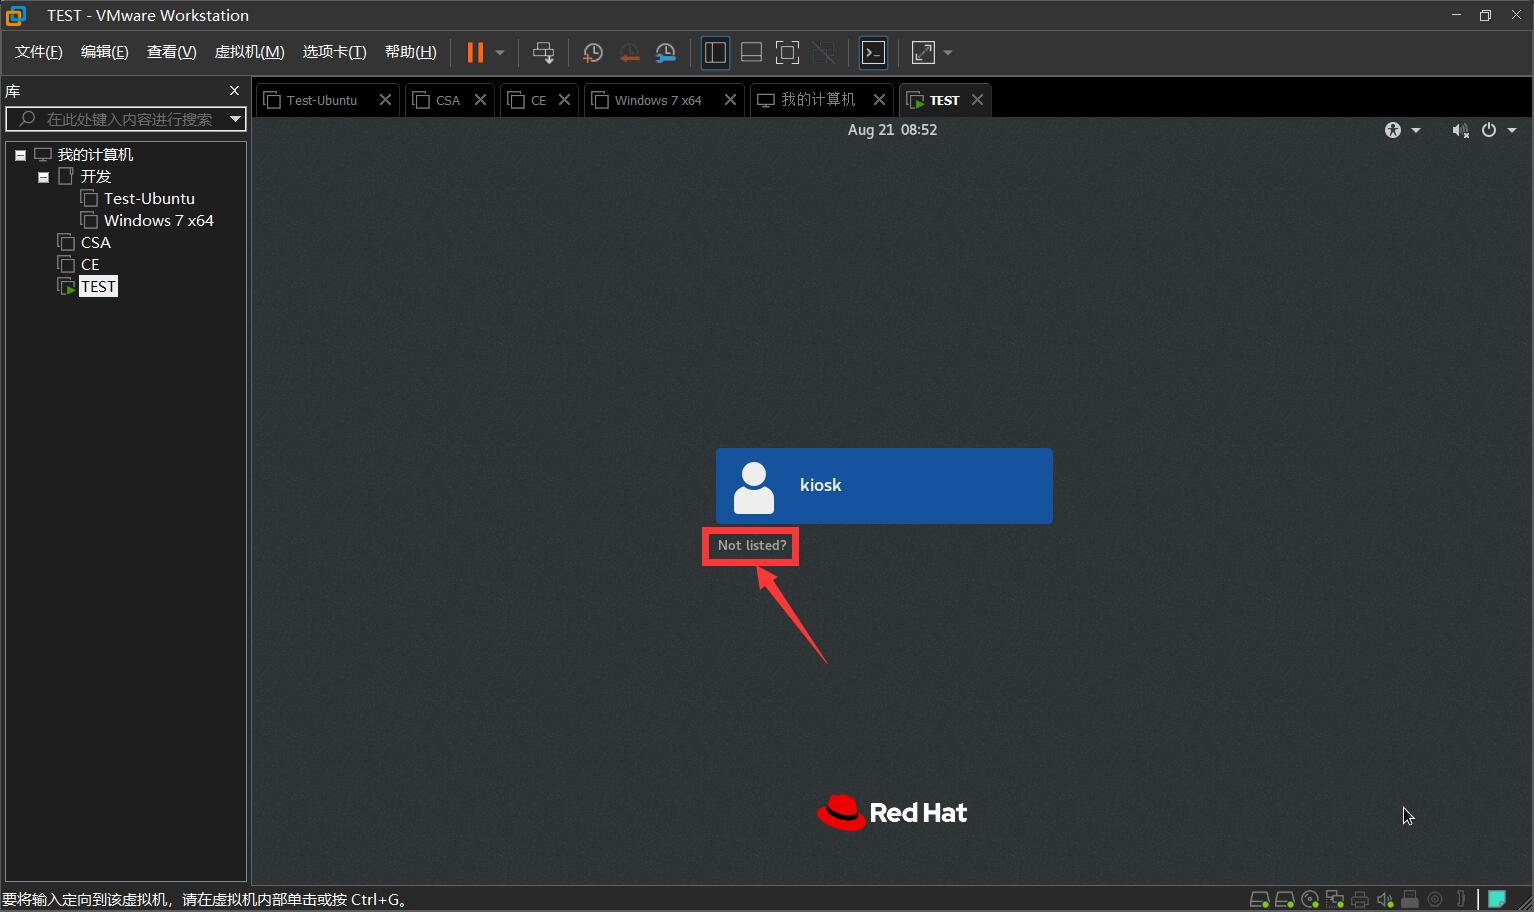 TEST - VMware Workstation
文件(F) 编辑(E) 查看(V) 虚拟机(M) 选项卡(T) 帮助(H)
库
在此处键入内容进行搜索
我的计算机
开发
Test-Ubuntu
Windows 7 x64
CSA
CE
TEST
Test-Ubuntu CSA CE Windows 7 x64 我的计算机 TEST
Aug 21 08:52
kiosk
Not listed?
Red Hat
要将输入定向到该虚拟机，请在虚拟机内部单击或按 Ctrl+G。